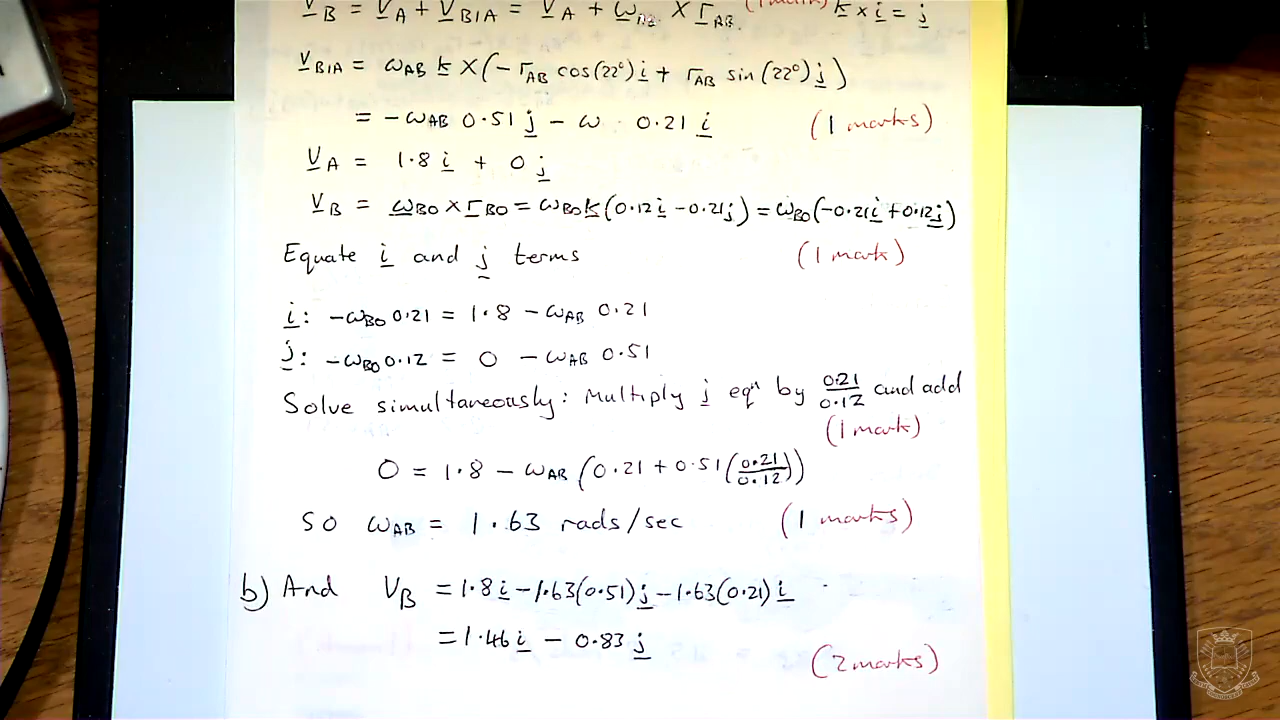 V_B = V_A + V_B/A = V_A + ω × r_AB (1 mark) k × i = j
V_B/A = ω_AB k × (- r_AB cos(22°) i + r_AB sin(22°) j)
= - ω_AB 0.51 j - ω 0.21 i (1 marks)
V_A = 1.8 i + 0 j
V_B = ω_BO × r_BO = ω_BO k (0.12 i - 0.21 j) = ω_BO (-0.21 i + 0.12 j)
Equate i and j terms (1 mark)
i: -ω_BO 0.21 = 1.8 - ω_AB 0.21
j: -ω_BO 0.12 = 0 - ω_AB 0.51
Solve simultaneously: Multiply j eqn by 0.21/0.12 and add
(1 mark)
0 = 1.8 - ω_AB (0.21 + 0.51 (0.21/0.12))
So ω_AB = 1.63 rads/sec (1 marks)
b) And V_B = 1.8 i - 1.63(0.51) j - 1.63(0.21) i
= 1.46 i - 0.83 j
(2 marks)